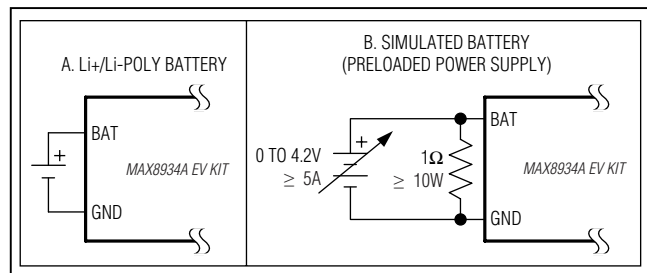 A. Li+/Li-POLY BATTERY
BAT
+
MAX8934A EV KIT
GND
B. SIMULATED BATTERY
(PRELOADED POWER SUPPLY)
BAT
+
0 TO 4.2V
≥ 5A
1Ω
≥ 10W
MAX8934A EV KIT
GND